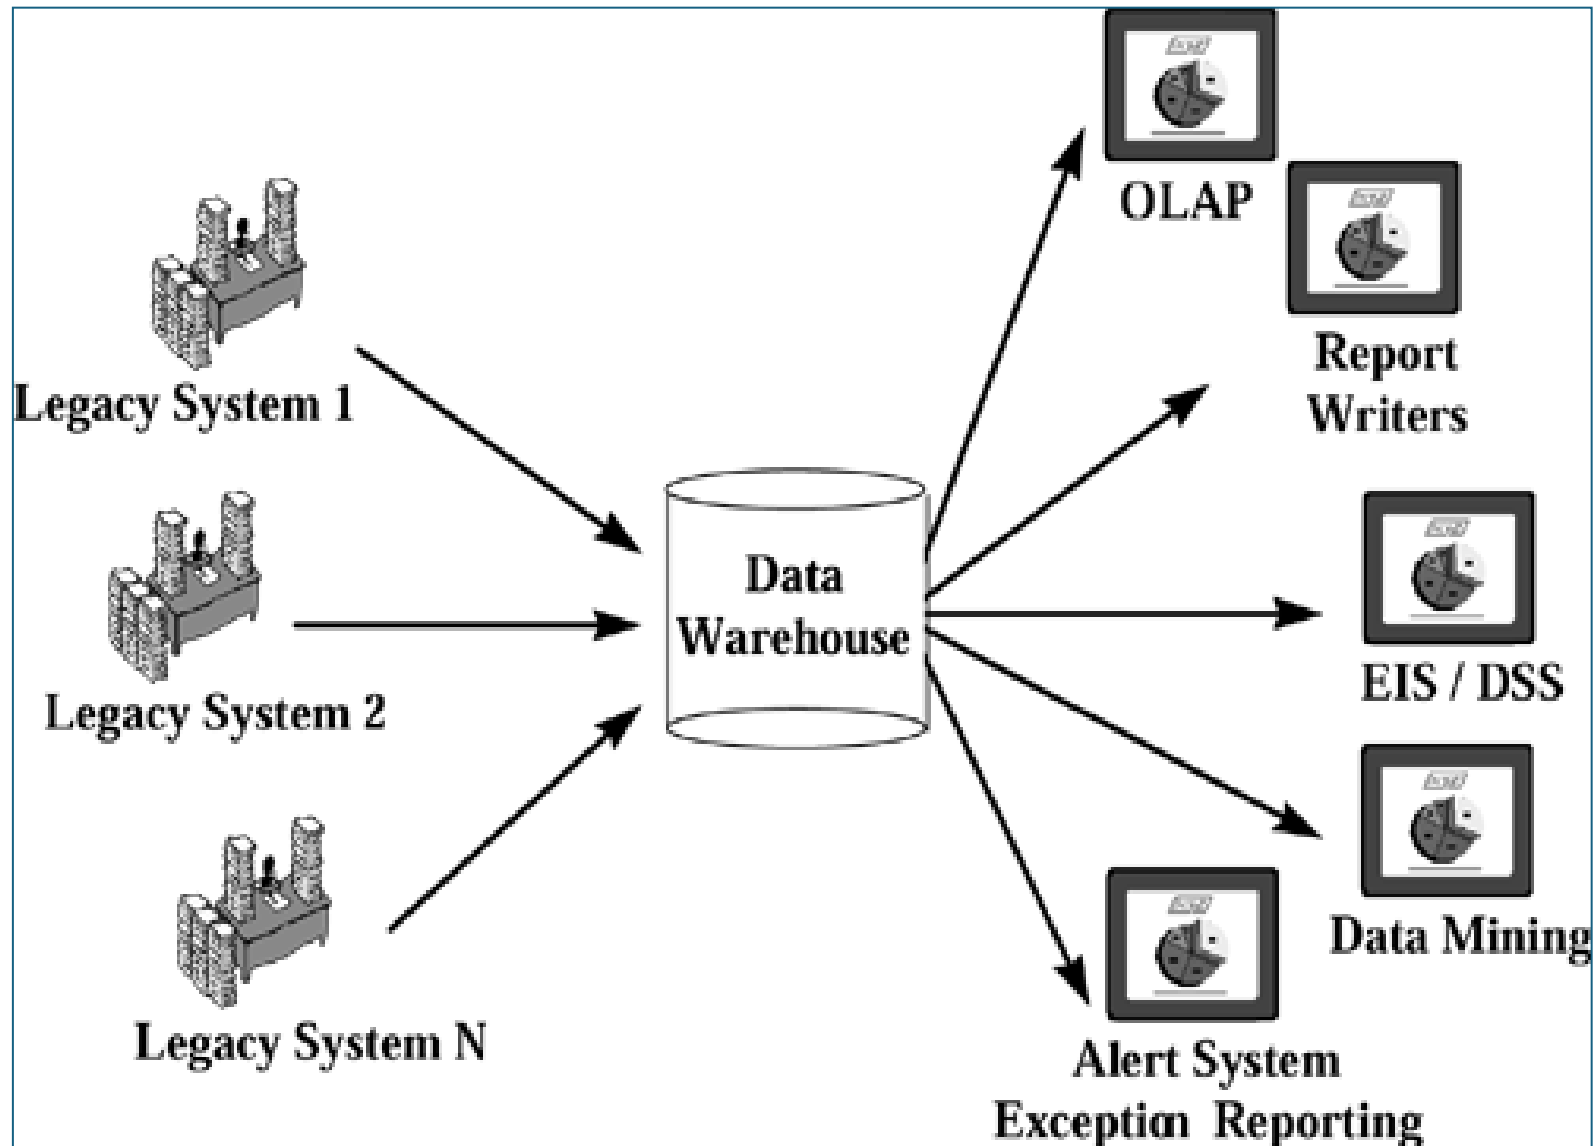 OLAP
Report
Writers
Legacy System 1
Data
Warehouse
EIS / DSS
Legacy System 2
Data Mining
Legacy System N
Alert System
Exception Reporting